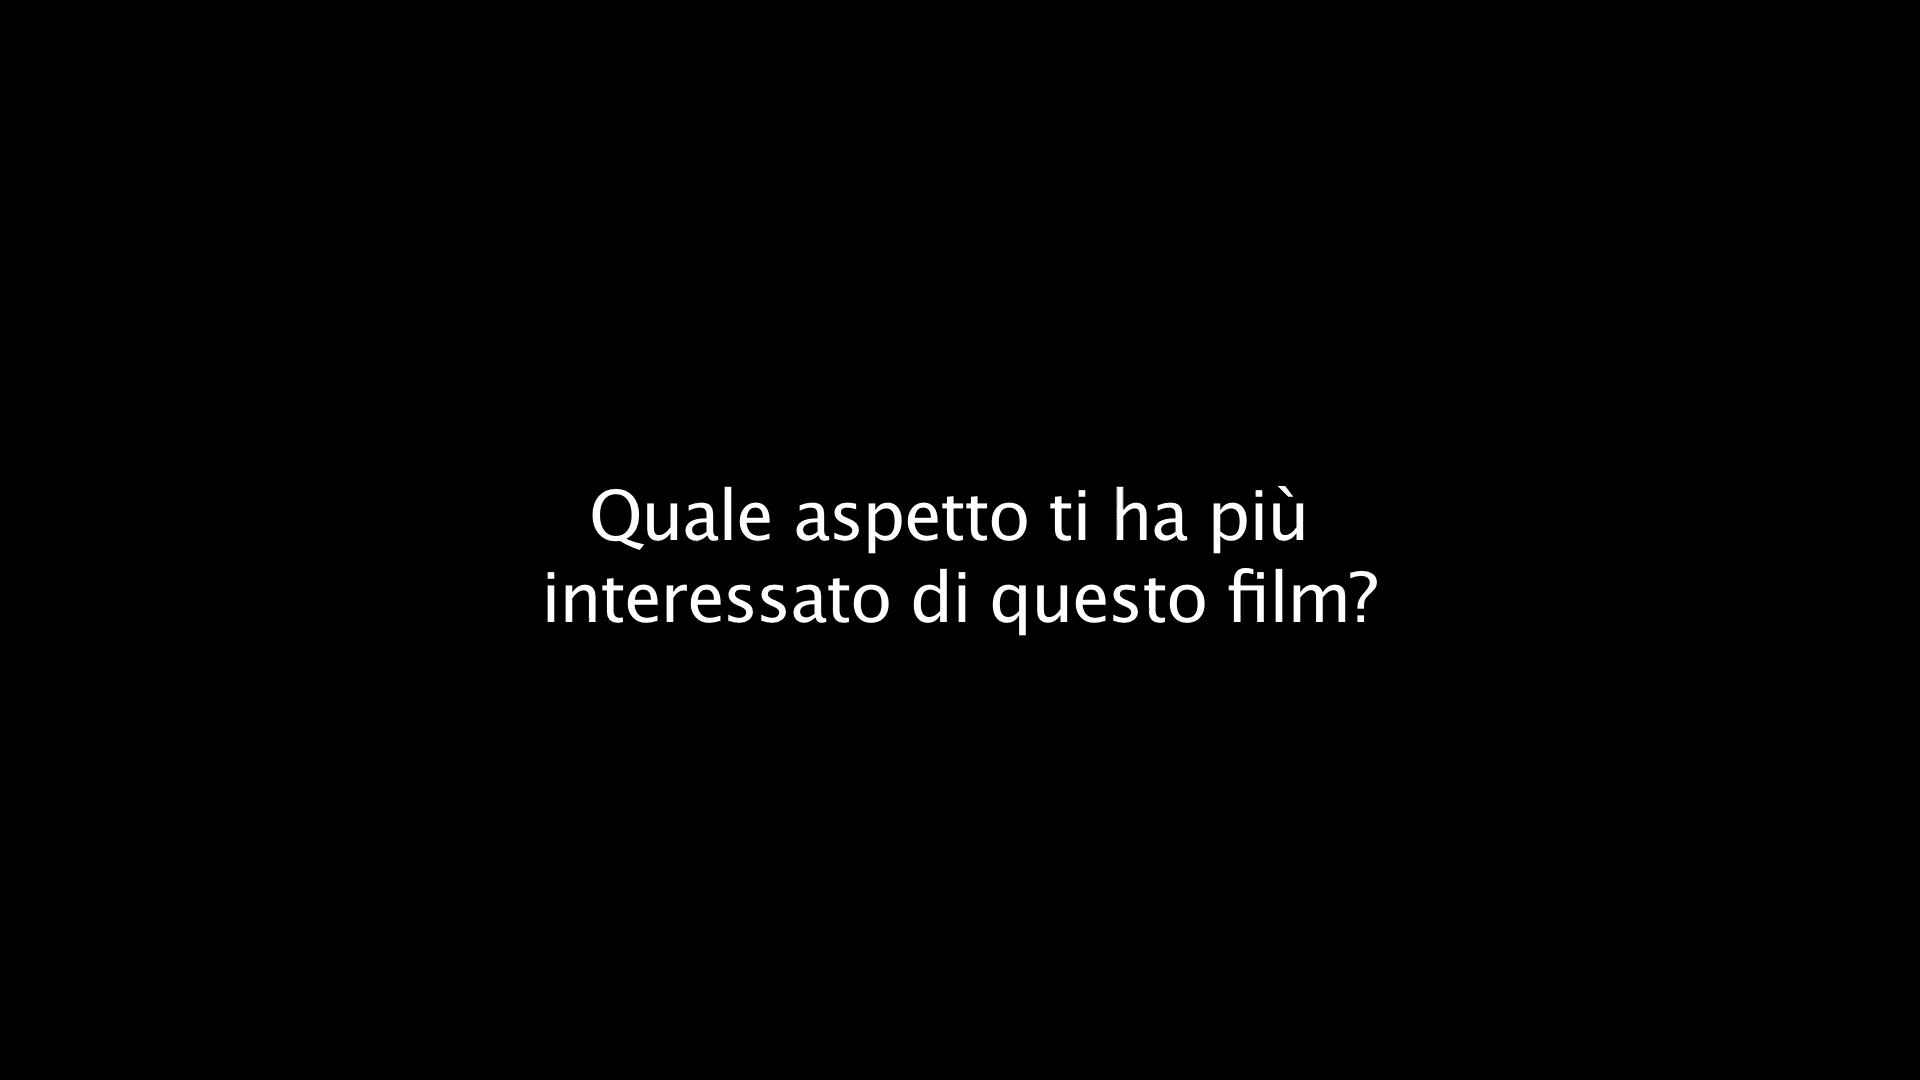 Quale aspetto ti ha più
interessato di questo film?